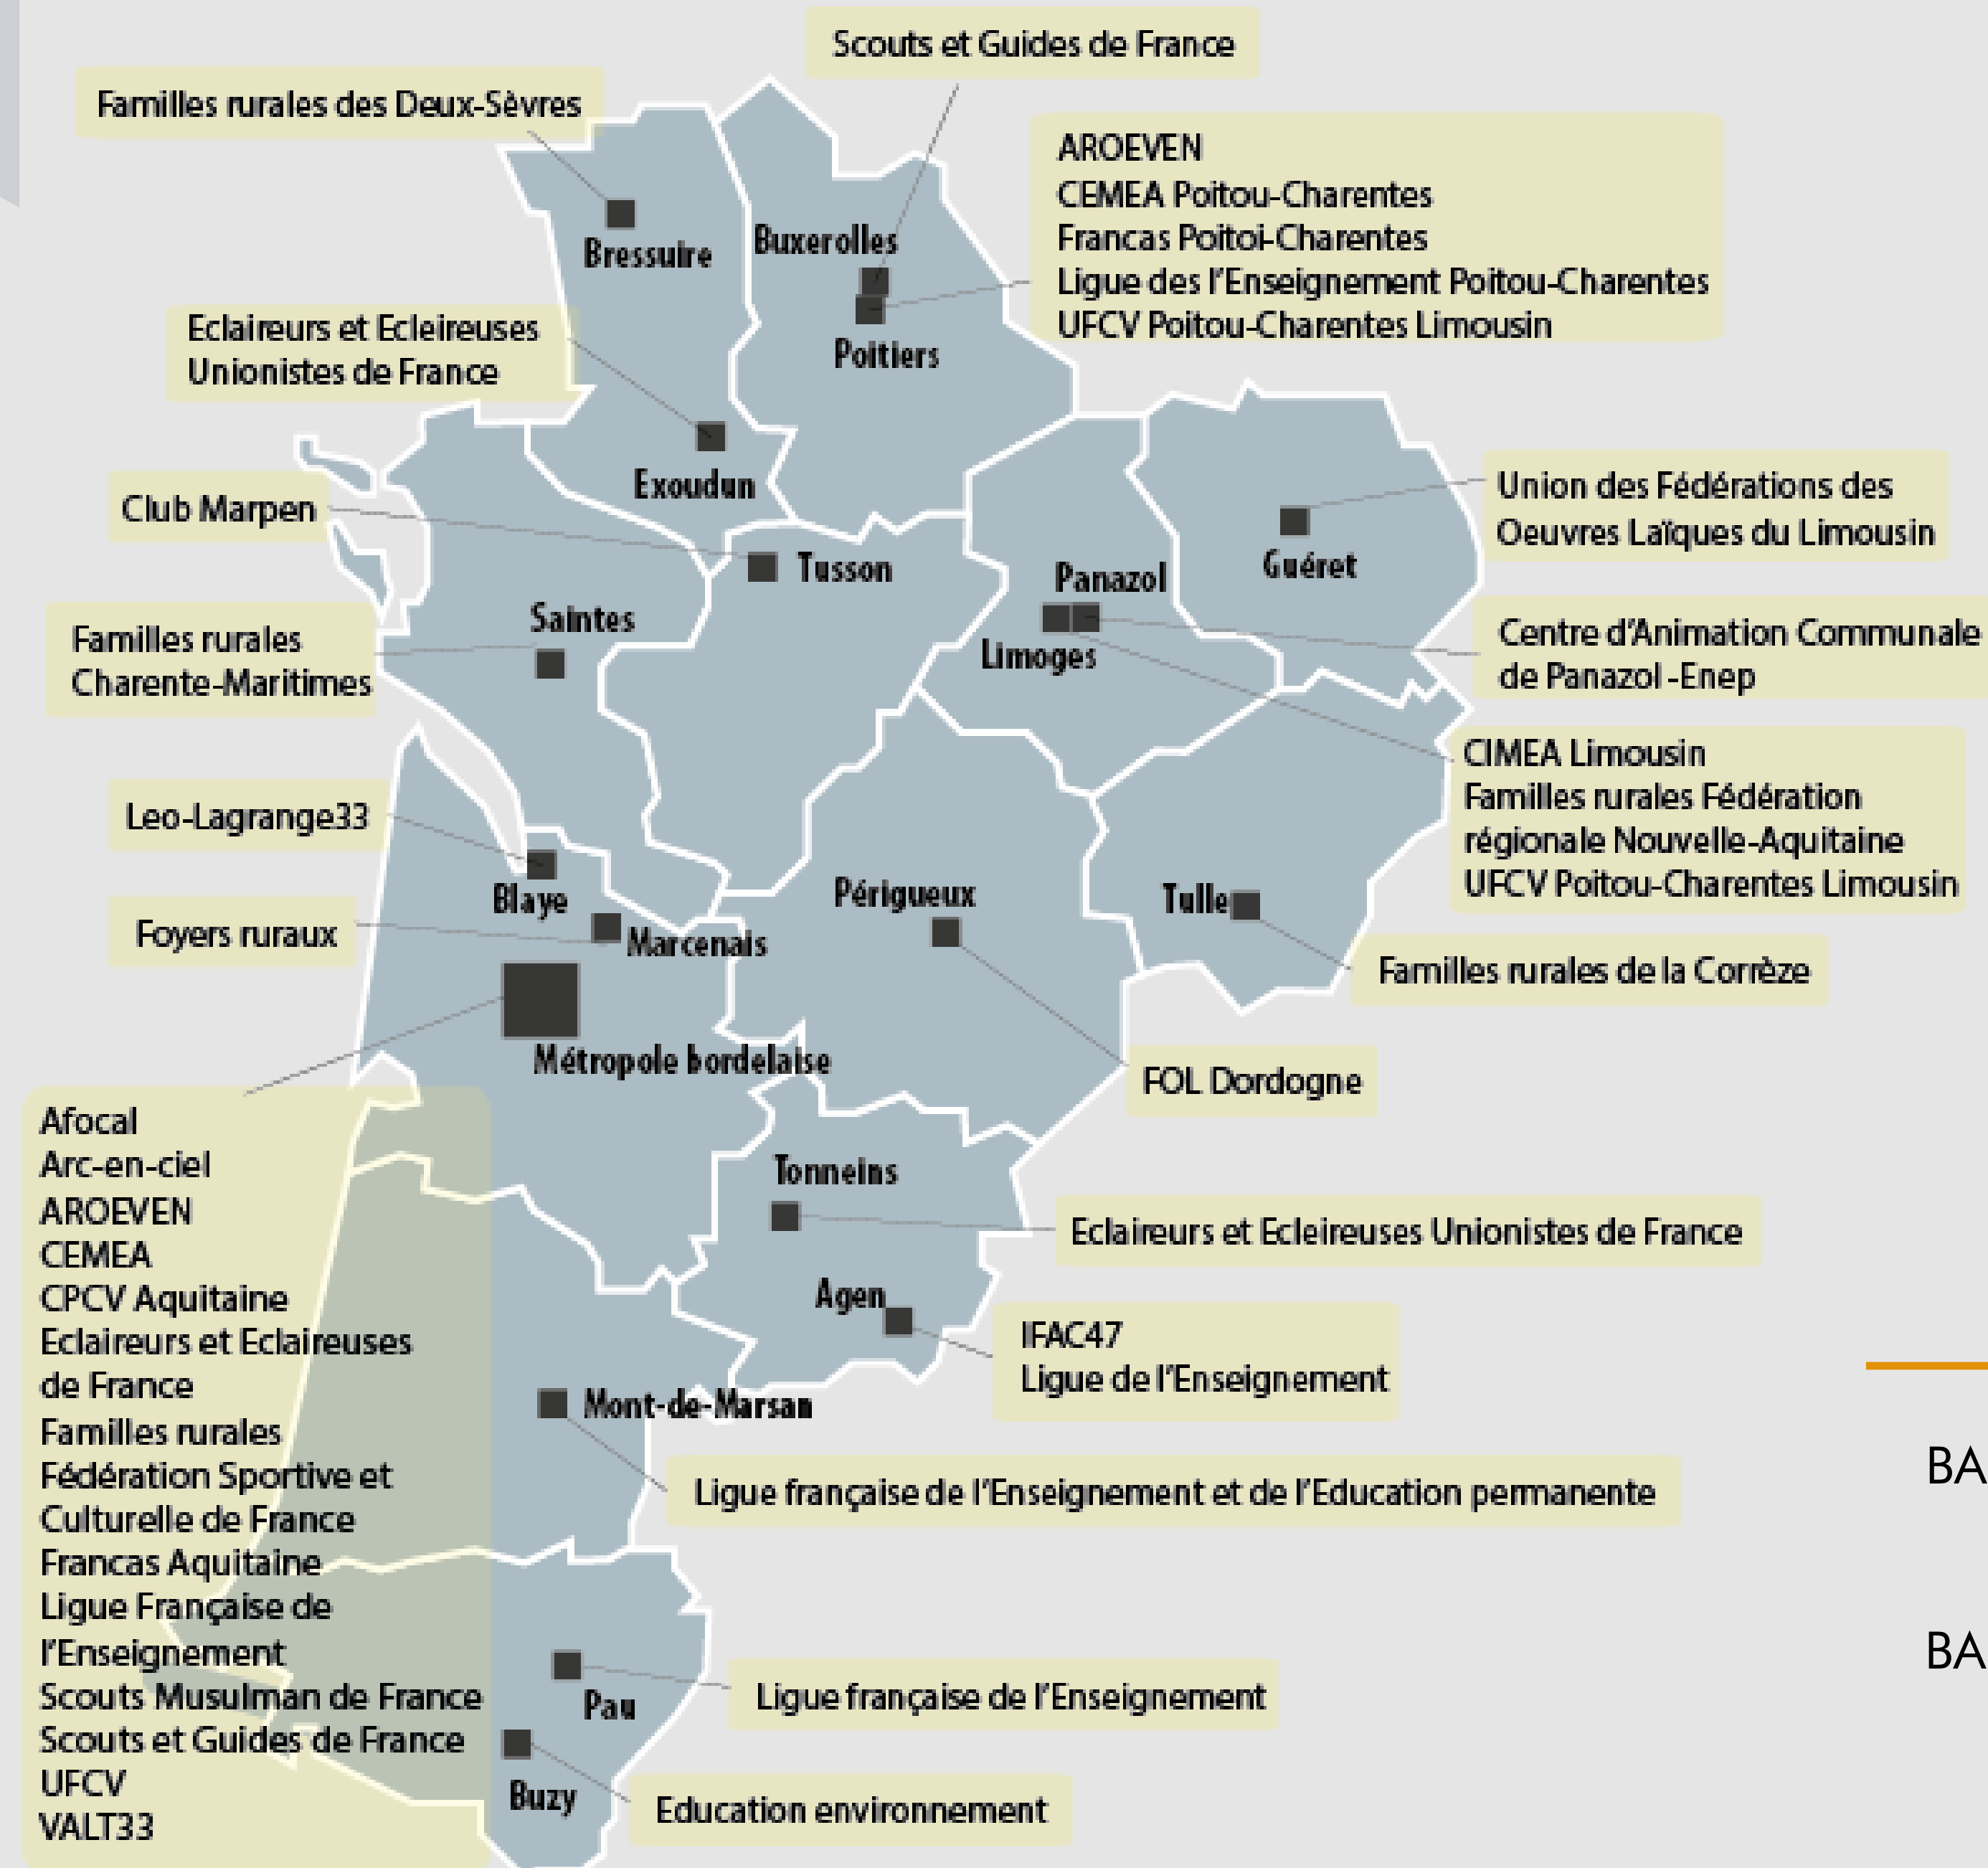 Scouts et Guides de France
Familles rurales des Deux-Sèvres
AROEVEN
CEMEA Poitou-Charentes
Francas Poitoi-Charentes
Ligue des l'Enseignement Poitou-Charentes
UFCV Poitou-Charentes Limousin
Bressuire
Buxerolles
Poitiers
Eclaireurs et Ecleireuses
Unionistes de France
Exoudun
Club Marpen
Tusson
Union des Fédérations des
Oeuvres Laïques du Limousin
Guéret
Panazol
Limoges
Saintes
Familles rurales
Charente-Maritimes
Centre d'Animation Communale
de Panazol -Enep
CIMEA Limousin
Familles rurales Fédération
régionale Nouvelle-Aquitaine
UFCV Poitou-Charentes Limousin
Leo-Lagrange33
Blaye
Périgueux
Tulle
Foyers ruraux
Marcenais
Familles rurales de la Corrèze
Métropole bordelaise
FOL Dordogne
Afocal
Arc-en-ciel
AROEVEN
CEMEA
CPCV Aquitaine
Eclaireurs et Eclaireuses
de France
Familles rurales
Fédération Sportive et
Culturelle de France
Francas Aquitaine
Ligue Française de
l'Enseignement
Scouts Musulman de France
Scouts et Guides de France
UFCV
VALT33
Tonneins
Eclaireurs et Ecleireuses Unionistes de France
Agen
IFAC47
Ligue de l'Enseignement
Mont-de-Marsan
Ligue française de l'Enseignement et de l'Education permanente
BA
BA
Pau
Ligue française de l'Enseignement
Buzy
Education environnement